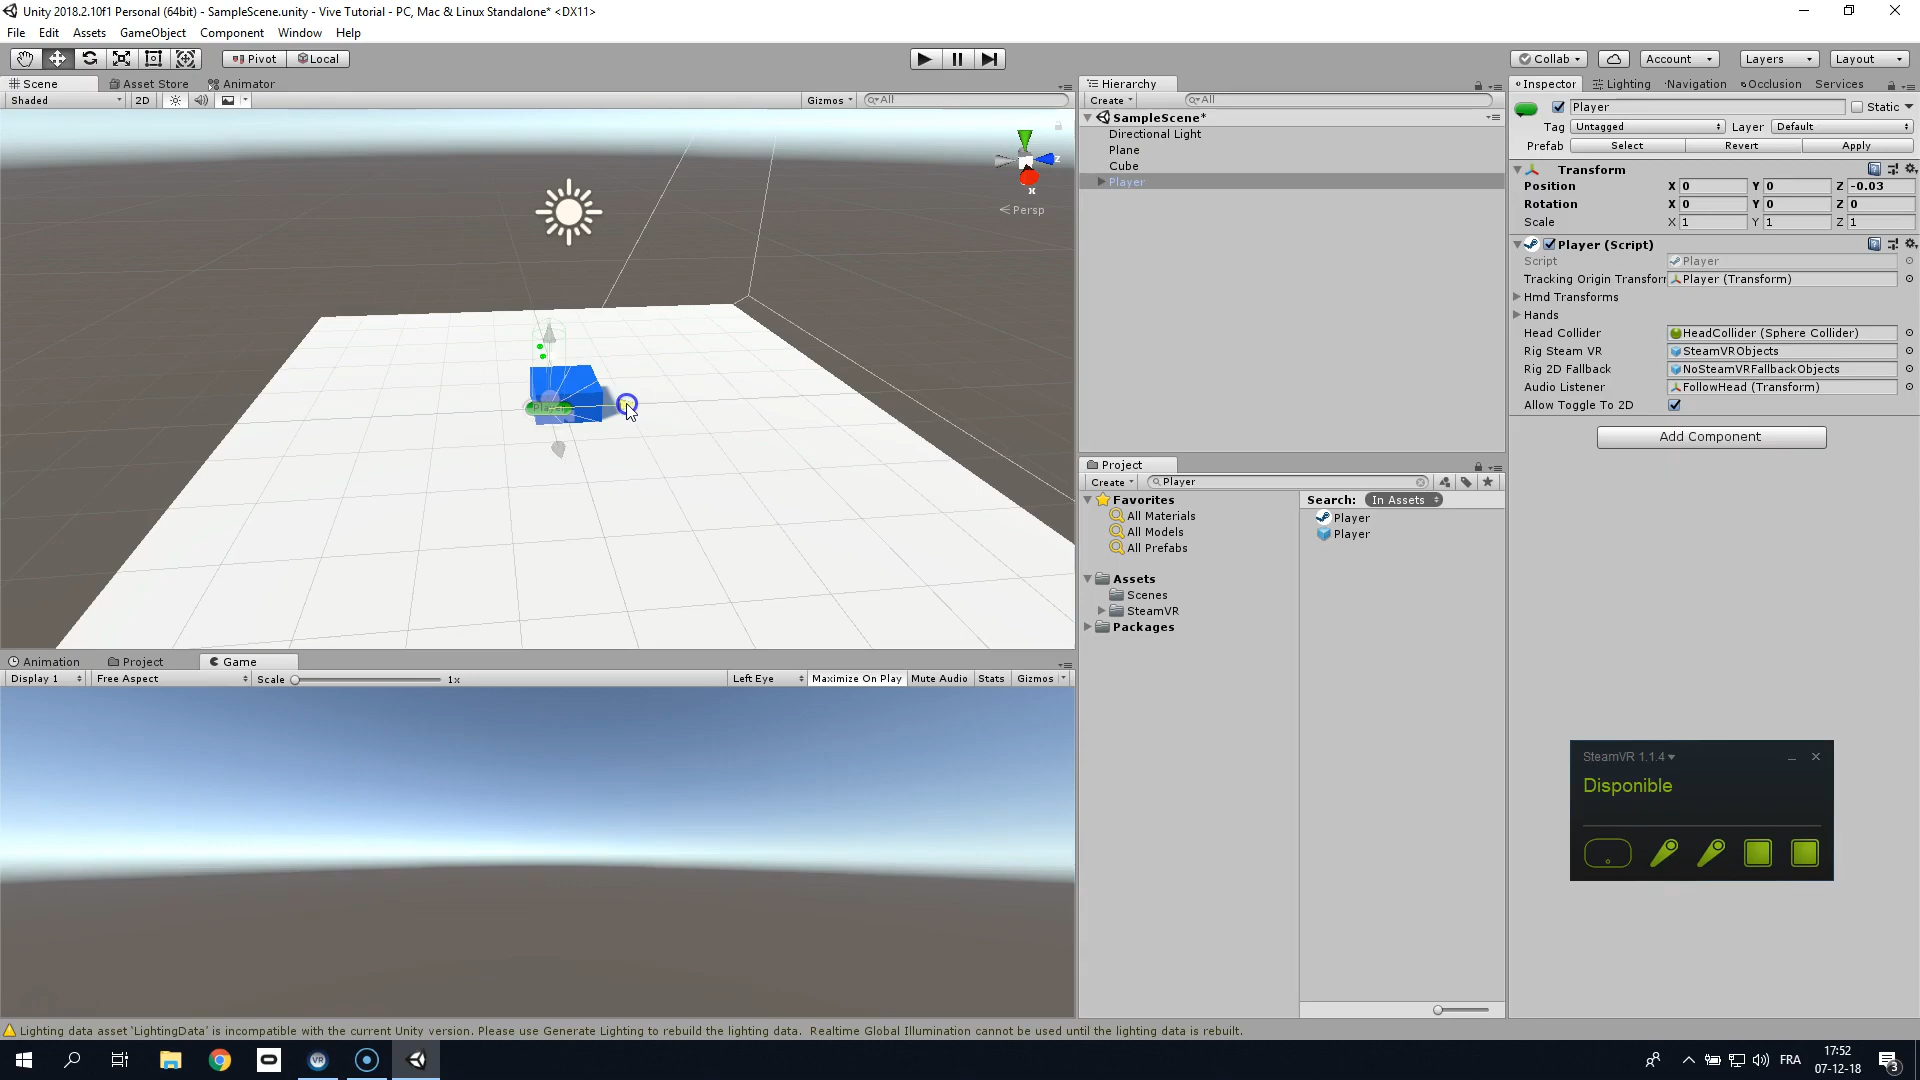 Unity 2018.2.10f1 Personal (64bit) - SampleScene.unity - Vive Tutorial - PC, Mac & Linux Standalone* <DX11>
File Edit Assets GameObject Component Window Help
Pivot Local Collab Account Layers Layout
Scene Asset Store Animator
Shaded 2D Gizmos All
z
x
Persp
Player
Animation Project Game
Display 1 Free Aspect Scale 1x Left Eye Maximize On Play Mute Audio Stats Gizmos
Hierarchy
Create All
SampleScene*
Directional Light
Plane
Cube
Player
Project
Create Player
Favorites
All Materials
All Models
All Prefabs
Assets
Scenes
SteamVR
Packages
Search: In Assets
Player
Player
Inspector Lighting Navigation Occlusion Services
Player Static
Tag Untagged Layer Default
Prefab Select Revert Apply
Transform
Position X 0 Y 0 Z -0.03
Rotation X 0 Y 0 Z 0
Scale X 1 Y 1 Z 1
Player (Script)
Script Player
Tracking Origin Transforr Player (Transform)
Hmd Transforms
Hands
Head Collider HeadCollider (Sphere Collider)
Rig Steam VR SteamVRObjects
Rig 2D Fallback NoSteamVRFallbackObjects
Audio Listener FollowHead (Transform)
Allow Toggle To 2D
Add Component
SteamVR 1.1.4
Disponible
Lighting data asset 'LightingData' is incompatible with the current Unity version. Please use Generate Lighting to rebuild the lighting data. Realtime Global Illumination cannot be used until the lighting data is rebuilt.
VR
FRA
17:52
07-12-18
3